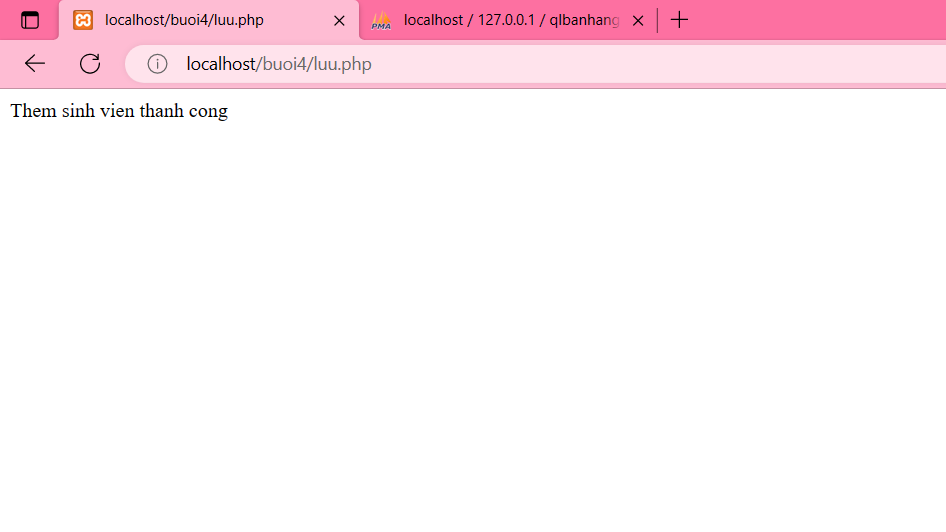 localhost/buoi4/luu.php
localhost / 127.0.0.1 / qlbanhang
localhost/buoi4/luu.php
Them sinh vien thanh cong